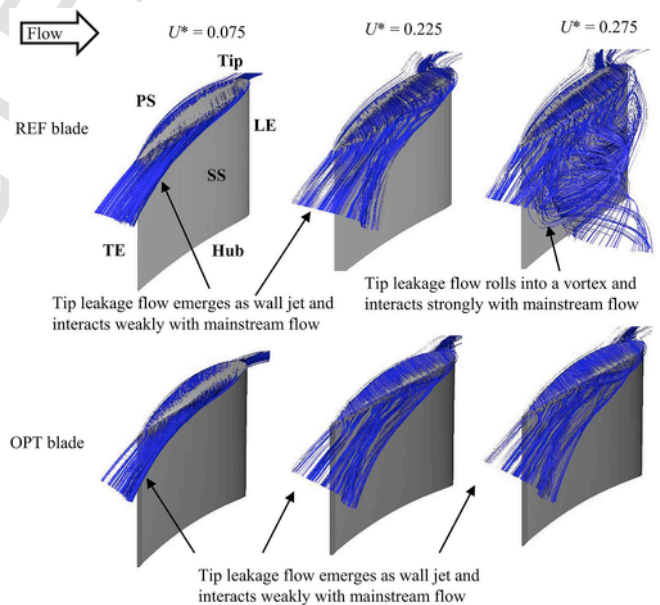 Flow
U* = 0.075
U* = 0.225
U* = 0.275
Tip
PS
REF blade
LE
SS
TE
Hub
Tip leakage flow emerges as wall jet and
interacts weakly with mainstream flow
Tip leakage flow rolls into a vortex and
interacts strongly with mainstream flow
OPT blade
Tip leakage flow emerges as wall jet and
interacts weakly with mainstream flow